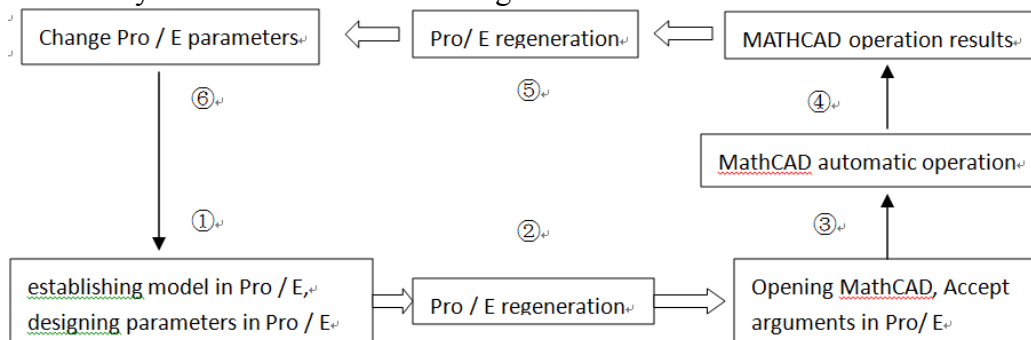 Change Pro / E parameters
Pro/ E regeneration
MATHCAD operation results
⑥
⑤
④
MathCAD automatic operation
①
②
③
establishing model in Pro / E,
designing parameters in Pro / E
Pro / E regeneration
Opening MathCAD, Accept
arguments in Pro/ E